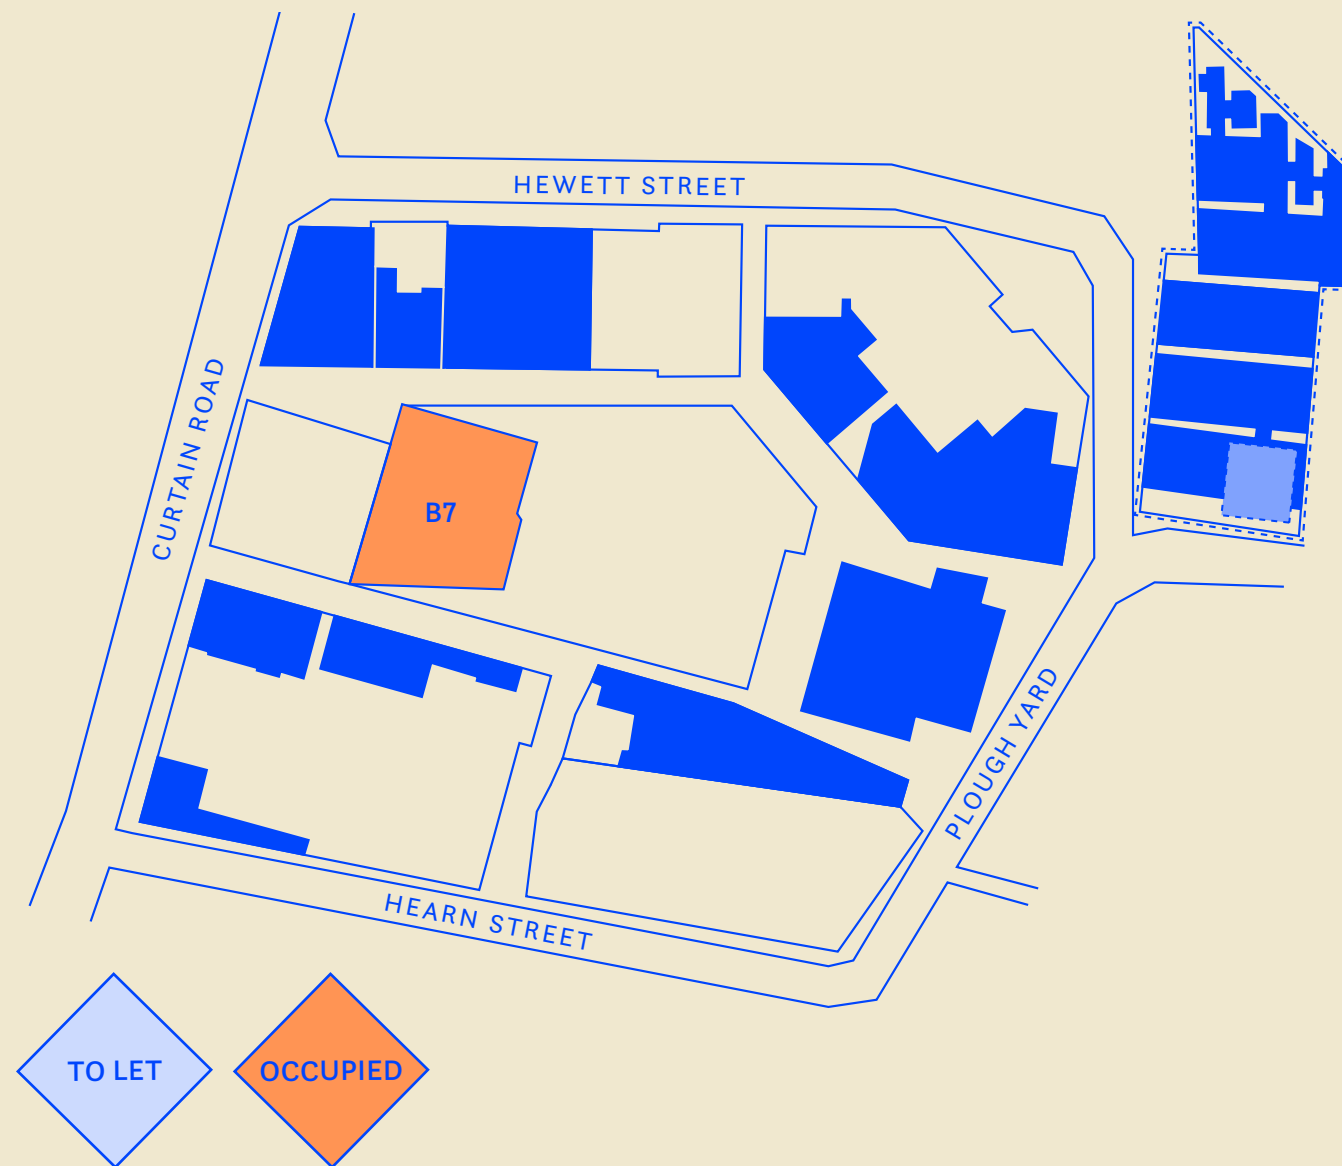 HEWETT STREET
CURTAIN ROAD
B7
PLOUGH YARD
HEARN STREET
TO LET
OCCUPIED